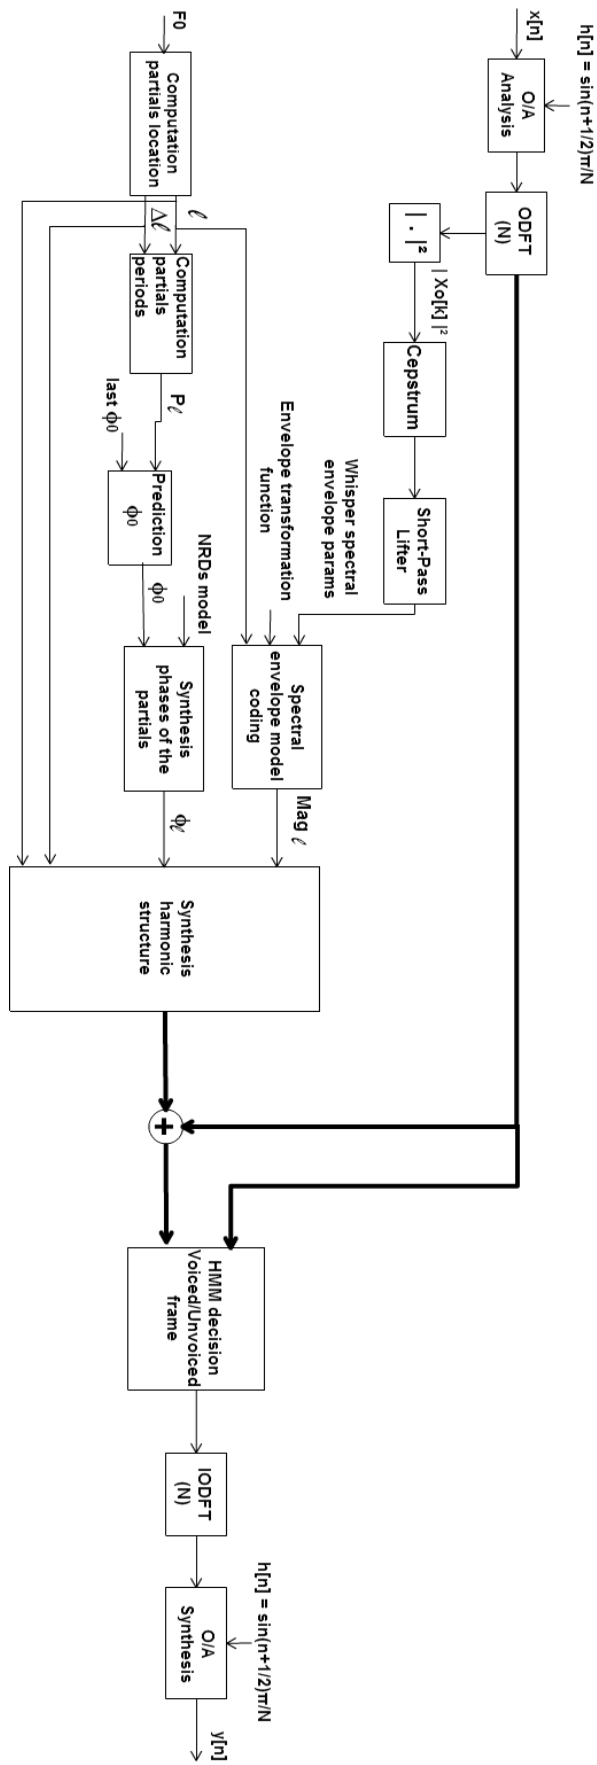 h[n] = sin(n+1/2)π/N
x[n]
O/A
Analysis
ODFT
(N)
| . |²
| Xo[k] |²
Cepstrum
Short-Pass
Lifter
Whisper spectral
envelope params
Envelope transformation
function
Spectral
envelope model
coding
Mag ℓ
F0
Computation
partials location
ℓ
Δℓ
Computation
partials
periods
Pℓ
last ϕ0
Prediction
ϕ0
ϕ0
NRDs model
Synthesis
phases of the
partials
ϕℓ
Synthesis
harmonic
structure
+
HMM decision
Voiced/Unvoiced
frame
IODFT
(N)
h[n] = sin(n+1/2)π/N
O/A
Synthesis
y[n]